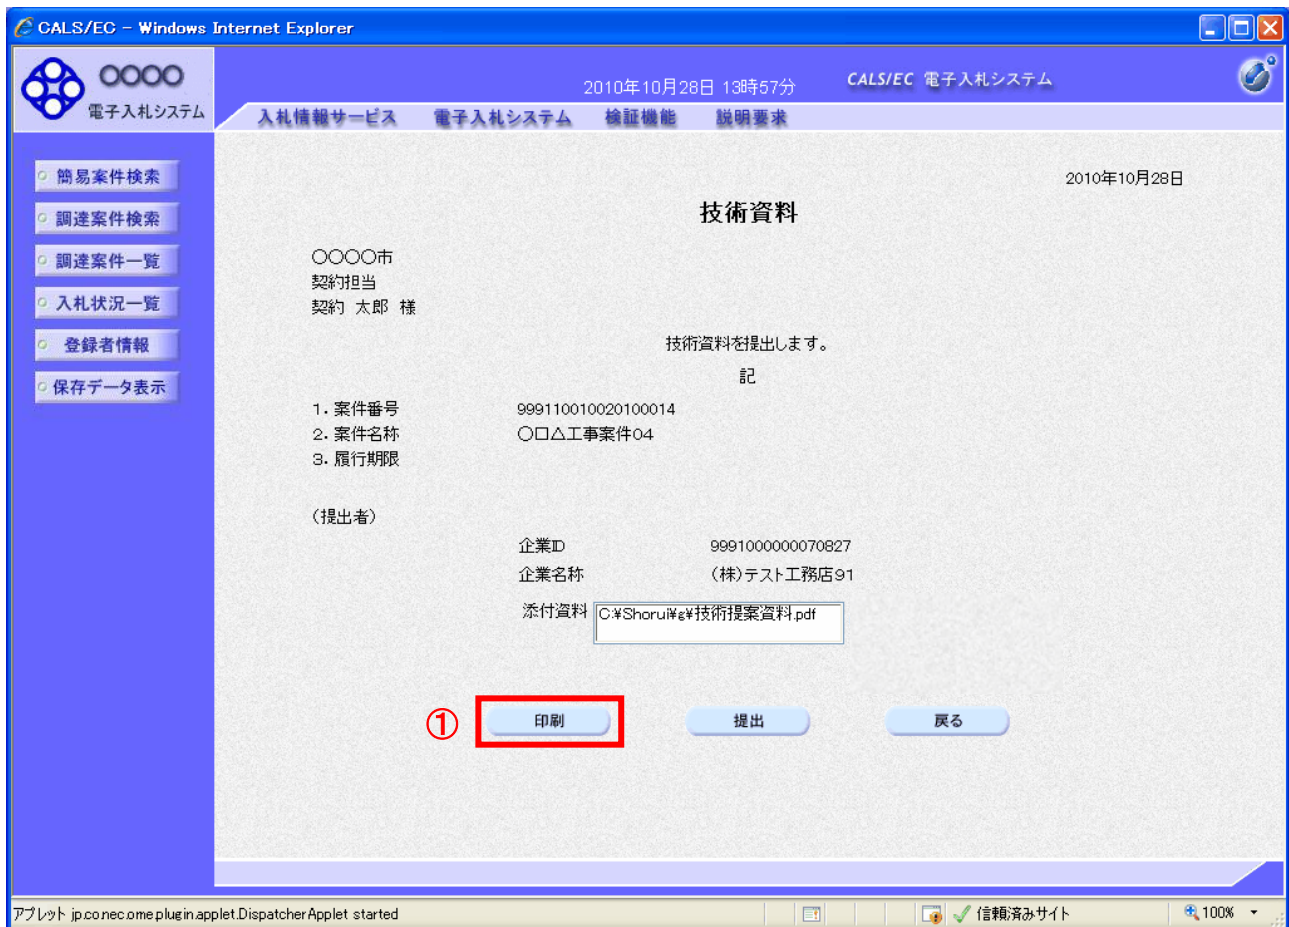 CALS/EC - Windows Internet Explorer
○○○○
電子入札システム
2010年10月28日 13時57分
CALS/EC 電子入札システム
入札情報サービス 電子入札システム 検証機能 説明要求
簡易案件検索
調達案件検索
調達案件一覧
入札状況一覧
登録者情報
保存データ表示
2010年10月28日
技術資料
○○○○市
契約担当
契約 太郎 様
技術資料を提出します。
記
1．案件番号 999110010020100014
2．案件名称 ○□△工事案件04
3．履行期限
（提出者）
企業ID 9991000000070827
企業名称 （株）テスト工務店91
添付資料 C:¥Shorui¥g¥技術提案資料.pdf
① 印刷 提出 戻る
アプレット jp.co.nec.ome.plugin.applet.DispatcherApplet started 信頼済みサイト 100%